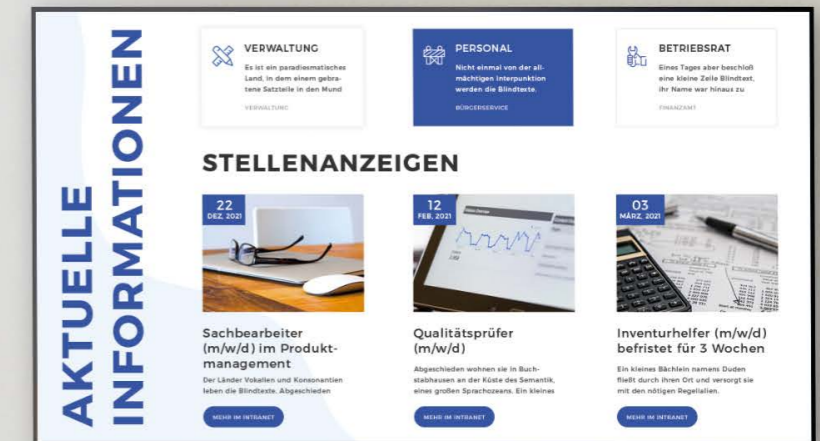 AKTUELLE
INFORMATIONEN
VERWALTUNG
Es ist ein paradiesmatisches
Land, in dem einem gebra-
tene Satzteile in den Mund
VERWALTUNG
PERSONAL
Nicht einmal von der all-
mächtigen Interpunktion
werden die Blindtexte.
BÜRGERSERVICE
BETRIEBSRAT
Eines Tages aber beschloß
eine kleine Zeile Blindtext,
ihr Name war hinaus zu
FINANZAMT
STELLENANZEIGEN
22
DEZ, 2021
Sachbearbeiter
(m/w/d) im Produkt-
management
Der Länder Vokalien und Konsonantien
leben die Blindtexte. Abgeschieden
MEHR IM INTRANET
12
FEB, 2021
Qualitätsprüfer
(m/w/d)
Abgeschieden wohnen sie in Buch-
stabhausen an der Küste des Semantik,
eines großen Sprachozeans. Ein kleines
MEHR IM INTRANET
03
MÄRZ, 2021
Inventurhelfer (m/w/d)
befristet für 3 Wochen
Ein kleines Bächlein namens Duden
fließt durch ihren Ort und versorgt sie
mit den nötigen Regelialien.
MEHR IM INTRANET